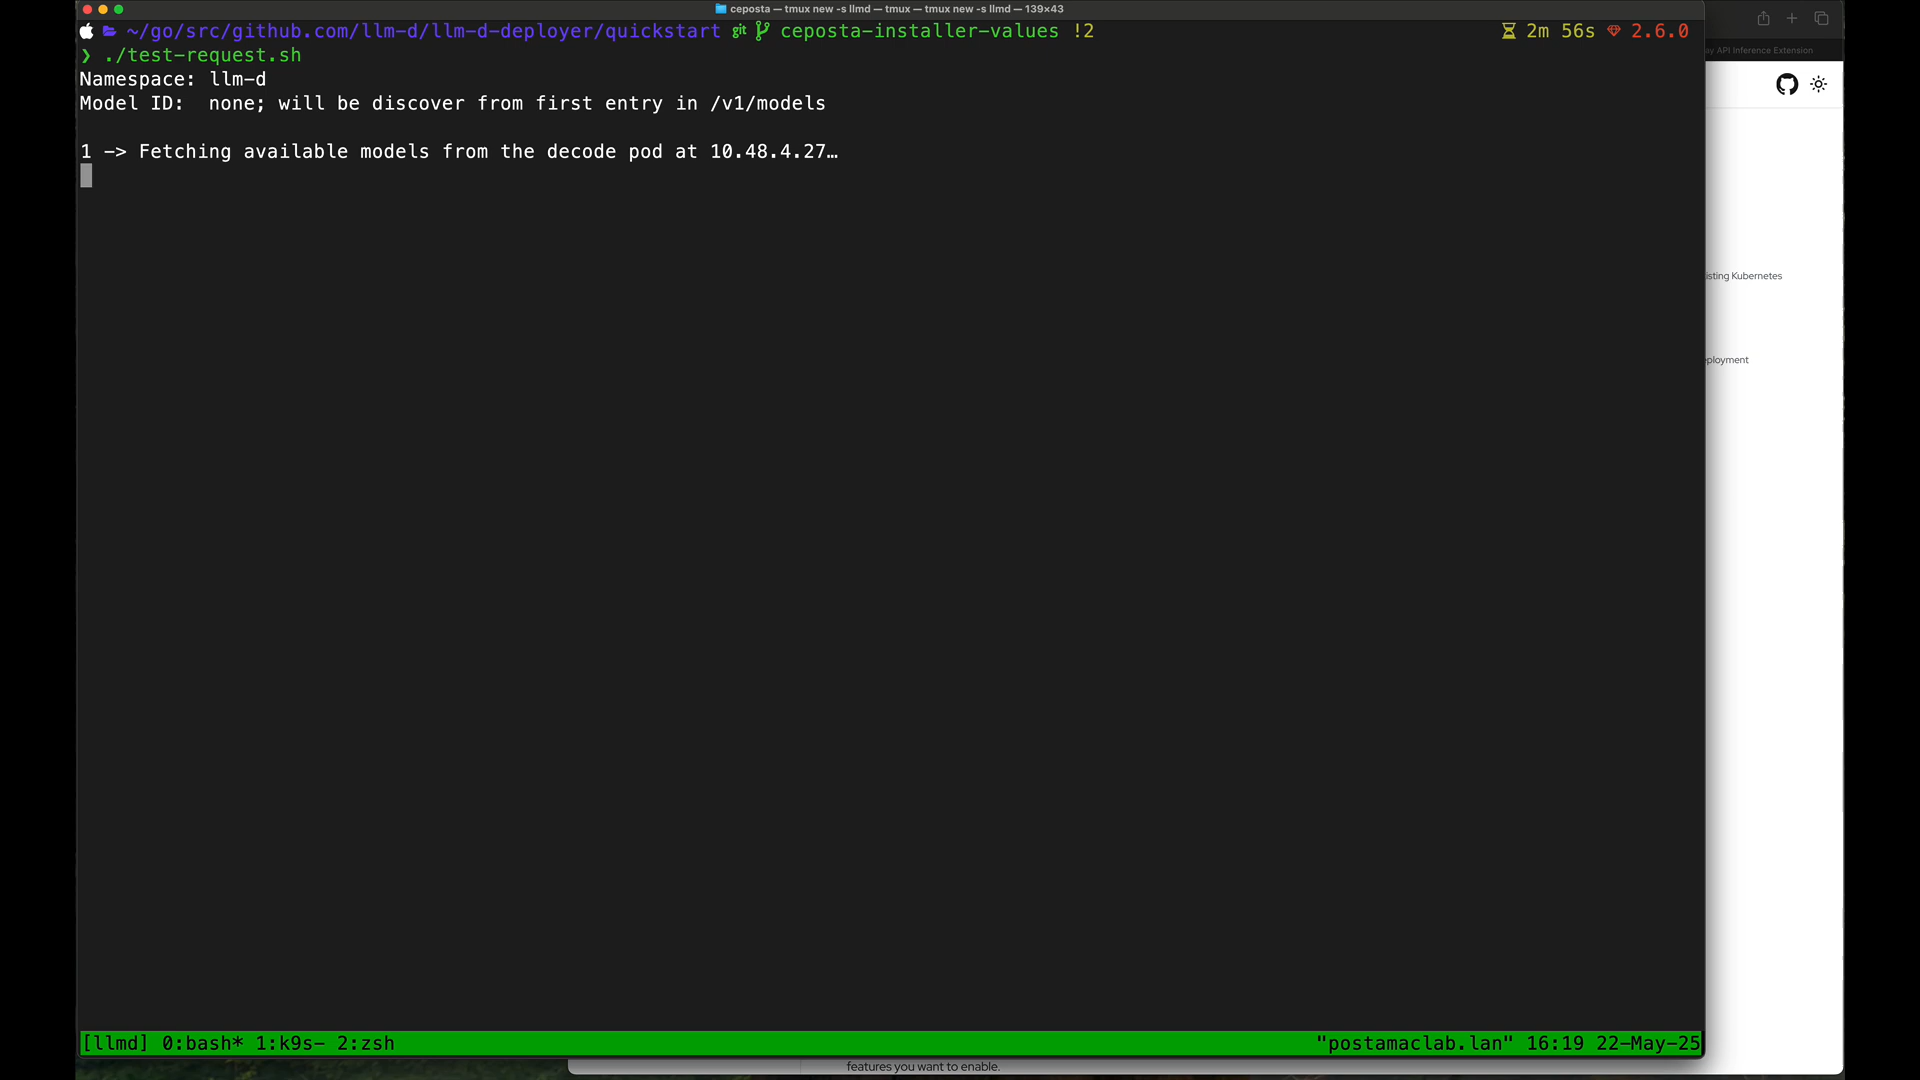 ceposta — tmux new -s llmd — tmux — tmux new -s llmd — 139×43
~/go/src/github.com/llm-d/llm-d-deployer/quickstart git ceposta-installer-values !2 2m 56s 2.6.0
❯ ./test-request.sh
Namespace: llm-d
Model ID:  none; will be discover from first entry in /v1/models
1 -> Fetching available models from the decode pod at 10.48.4.27…
[llmd] 0:bash* 1:k9s- 2:zsh "postamaclab.lan" 16:19 22-May-25
API Inference Extension
Kubernetes
features you want to enable.